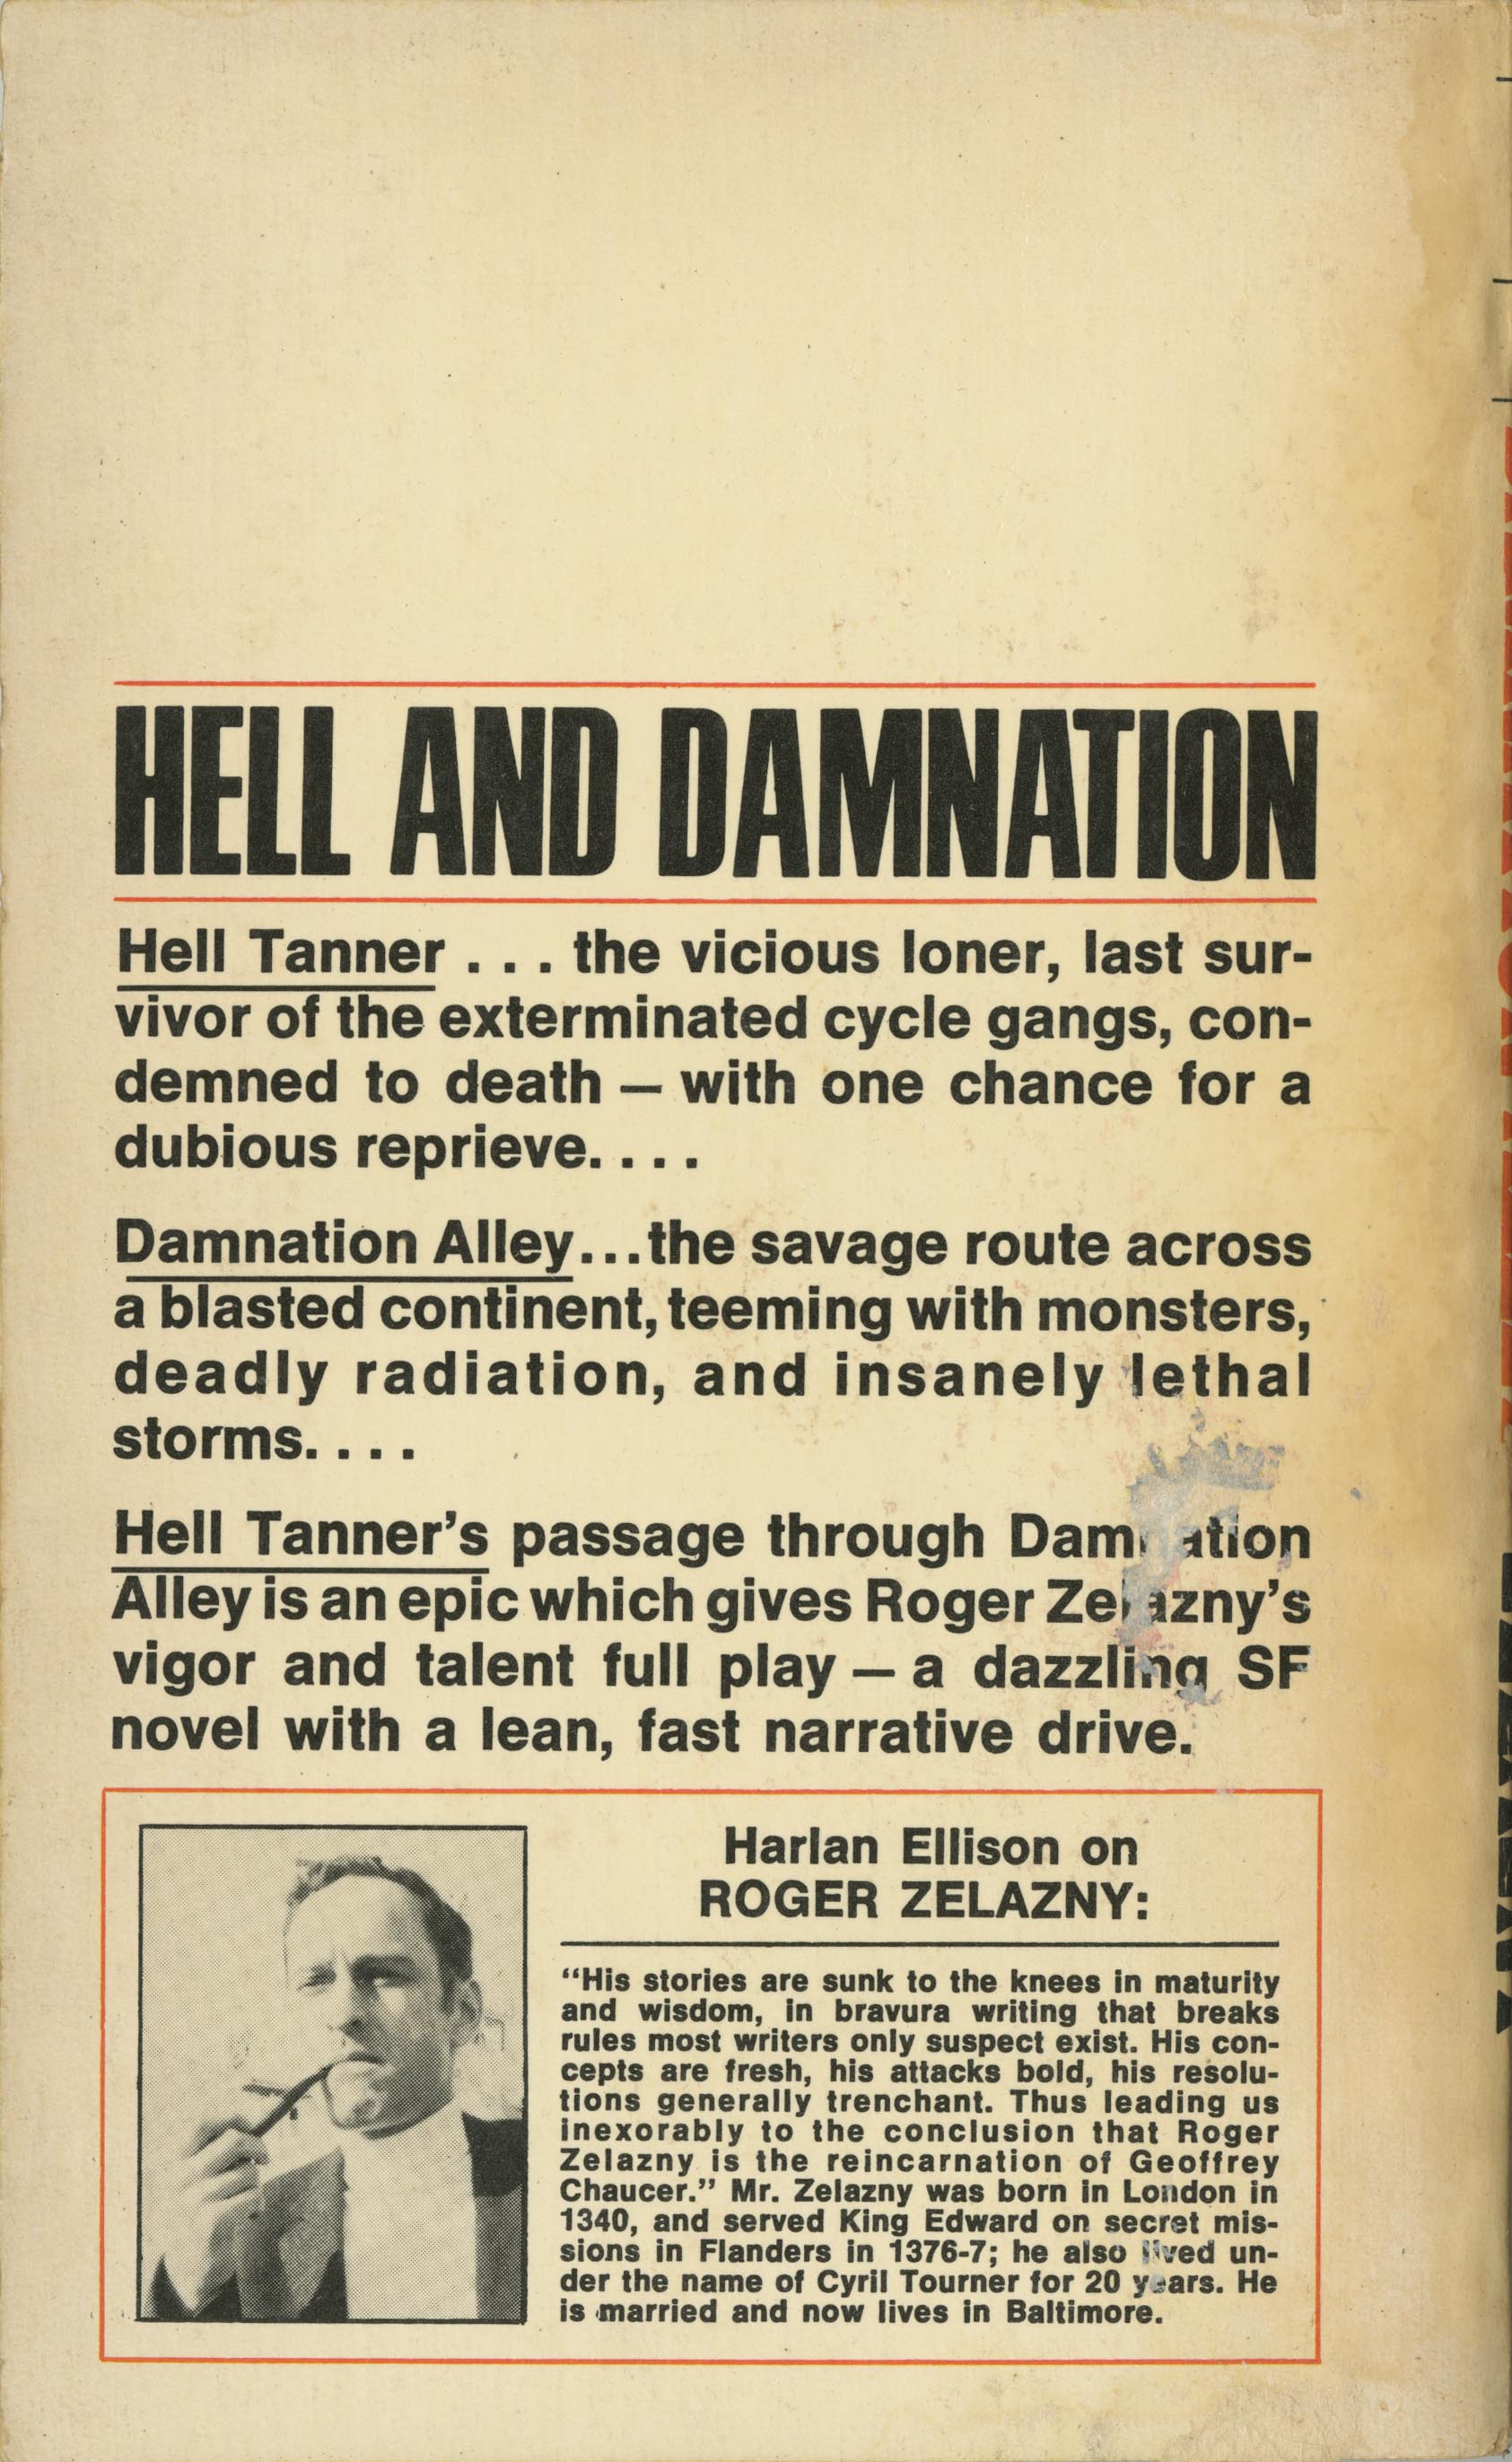 HELL AND DAMNATION
Hell Tanner . . . the vicious loner, last sur-
vivor of the exterminated cycle gangs, con-
demned to death — with one chance for a
dubious reprieve. . . .
Damnation Alley...the savage route across
a blasted continent, teeming with monsters,
deadly radiation, and insanely lethal
storms. . . .
Hell Tanner's passage through Damnation
Alley is an epic which gives Roger Zelazny's
vigor and talent full play — a dazzling SF
novel with a lean, fast narrative drive.
Harlan Ellison on
ROGER ZELAZNY:
“His stories are sunk to the knees in maturity
and wisdom, in bravura writing that breaks
rules most writers only suspect exist. His con-
cepts are fresh, his attacks bold, his resolu-
tions generally trenchant. Thus leading us
inexorably to the conclusion that Roger
Zelazny is the reincarnation of Geoffrey
Chaucer.” Mr. Zelazny was born in London in
1340, and served King Edward on secret mis-
sions in Flanders in 1376-7; he also lived un-
der the name of Cyril Tourner for 20 years. He
is married and now lives in Baltimore.